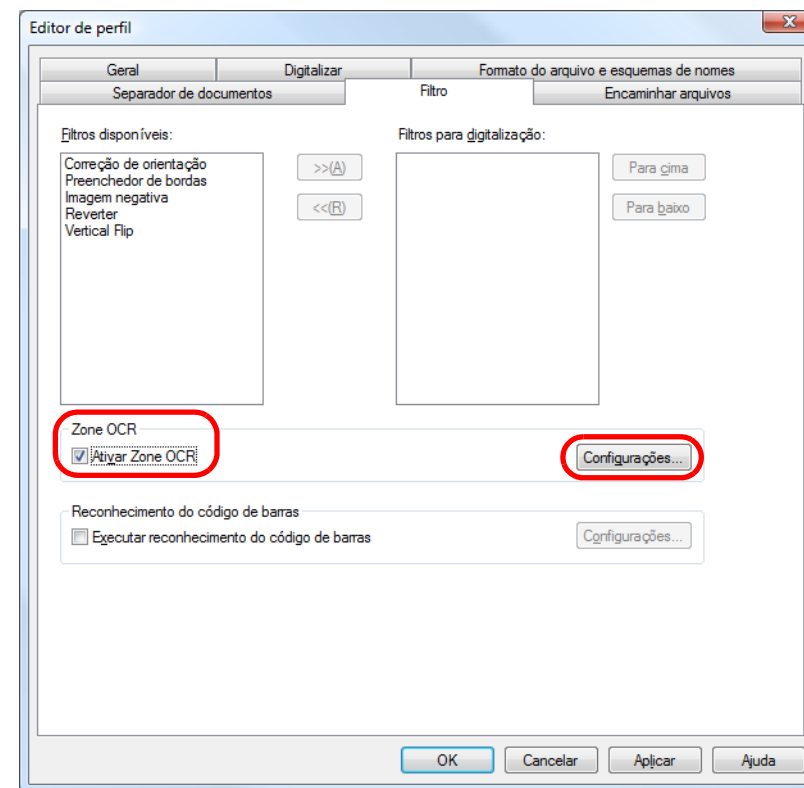 Editor de perfil
Geral Digitalizar Formato do arquivo e esquemas de nomes
Separador de documentos Filtro Encaminhar arquivos
Filtros disponíveis: Filtros para digitalização:
Correção de orientação
Preenchedor de bordas
Imagem negativa
Reverter
Vertical Flip
>>(A)
<<(R)
Para cima
Para baixo
Zone OCR
Ativar Zone OCR Configurações...
Reconhecimento do código de barras
Executar reconhecimento do código de barras Configurações...
OK Cancelar Aplicar Ajuda